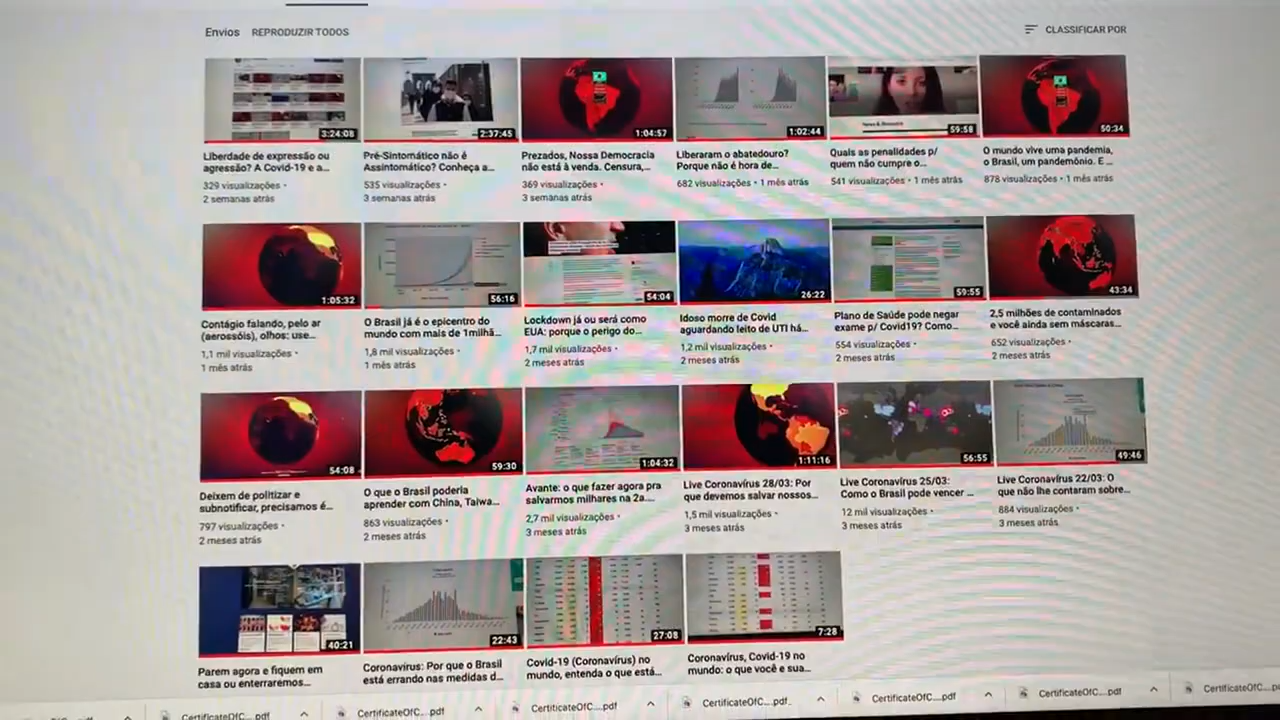 Envios REPRODUZIR TODOS
CLASSIFICAR POR
3:24:08
2:37:45
1:04:57
1:02:44
59:58
50:34
Liberdade de expressão ou
agressão? A Covid-19 e a...
329 visualizações •
2 semanas atrás
Pré-Sintomático não é
Assintomático? Conheça a...
535 visualizações •
3 semanas atrás
Prezados, Nossa Democracia
não está à venda. Censura,...
369 visualizações •
3 semanas atrás
Liberaram o abatedouro?
Porque não é hora de...
682 visualizações • 1 mês atrás
Quais as penalidades p/
quem não cumpre o...
541 visualizações • 1 mês atrás
O mundo vive uma pandemia,
o Brasil, um pandemônio. E ...
878 visualizações • 1 mês atrás
1:05:32
56:16
54:04
26:22
59:55
43:34
Contágio falando, pelo ar
(aerossóis), olhos: use...
1,1 mil visualizações •
1 mês atrás
O Brasil já é o epicentro do
mundo com mais de 1milhã...
1,8 mil visualizações •
1 mês atrás
Lockdown já ou será como
EUA: porque o perigo do...
1,7 mil visualizações •
2 meses atrás
Idoso morre de Covid
aguardando leito de UTI há...
1,2 mil visualizações •
2 meses atrás
Plano de Saúde pode negar
exame p/ Covid19? Como...
554 visualizações •
2 meses atrás
2,5 milhões de contaminados
e você ainda sem máscaras...
652 visualizações •
2 meses atrás
54:08
59:30
1:04:32
1:11:16
56:55
49:46
Deixem de politizar e
subnotificar, precisamos é...
797 visualizações •
2 meses atrás
O que o Brasil poderia
aprender com China, Taiwa...
863 visualizações •
2 meses atrás
Avante: o que fazer agora pra
salvarmos milhares na 2a....
2,7 mil visualizações •
3 meses atrás
Live Coronavírus 28/03: Por
que devemos salvar nossos...
1,5 mil visualizações •
3 meses atrás
Live Coronavírus 25/03:
Como o Brasil pode vencer ...
12 mil visualizações •
3 meses atrás
Live Coronavírus 22/03: O
que não lhe contaram sobre...
884 visualizações •
3 meses atrás
40:21
22:43
27:08
7:28
Parem agora e fiquem em
casa ou enterraremos...
Coronavírus: Por que o Brasil
está errando nas medidas d...
Covid-19 (Coronavírus) no
mundo, entenda o que está...
Coronavírus, Covid-19 no
mundo: o que você e sua...
CertificateOfC....pdf
CertificateOfC....pdf
CertificateOfC....pdf
CertificateOfC....pdf
CertificateOfC....pdf
CertificateOfC....pdf